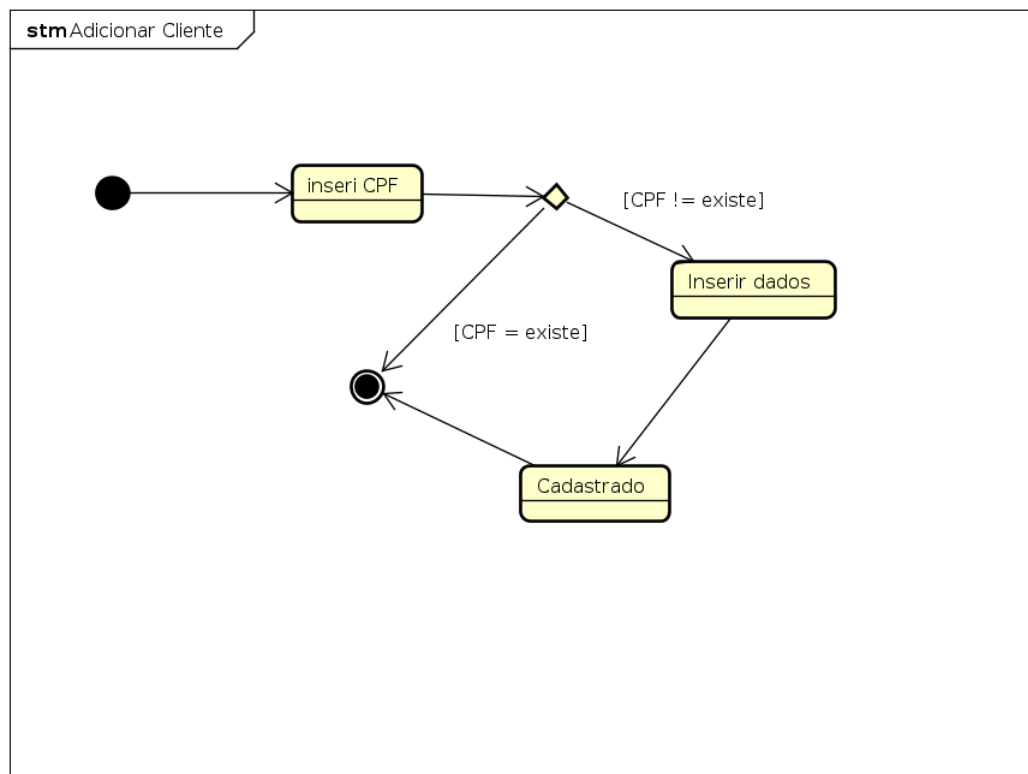 stm Adicionar Cliente
inseri CPF
[CPF != existe]
Inserir dados
[CPF = existe]
Cadastrado